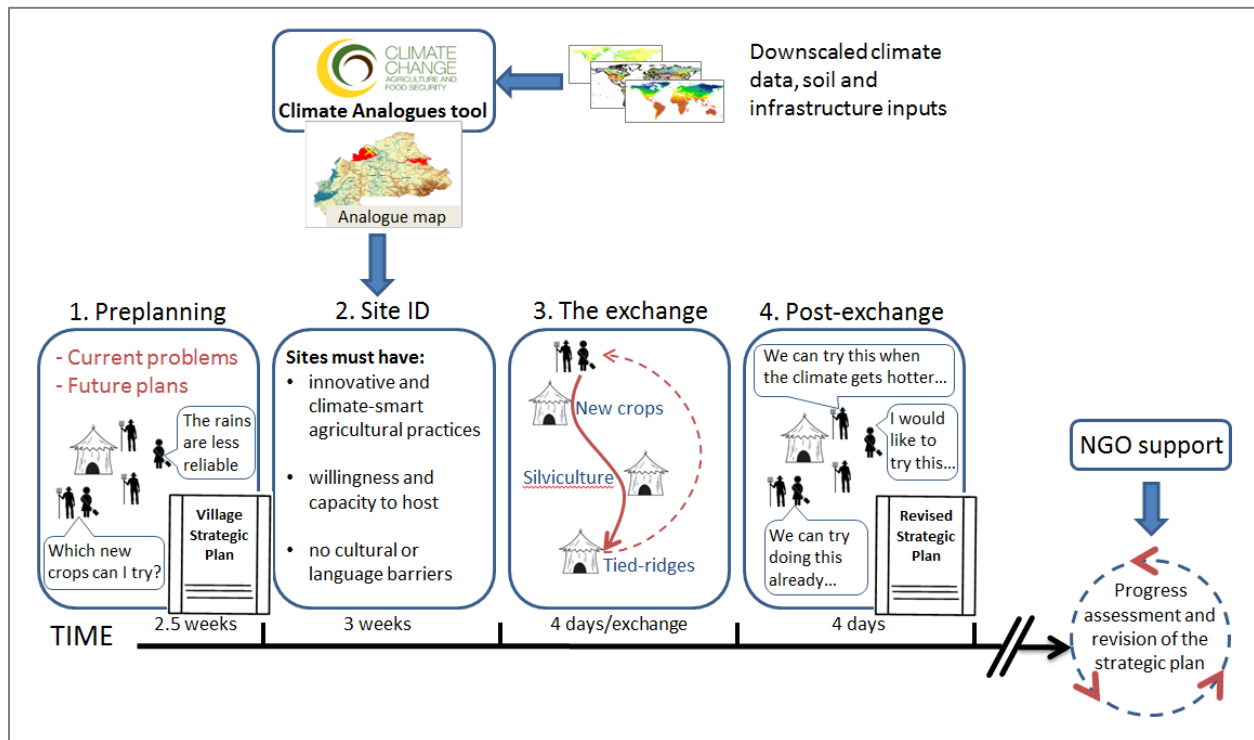 CLIMATE
CHANGE
AGRICULTURE AND
FOOD SECURITY
Climate Analogues tool
Downscaled climate
data, soil and
infrastructure inputs
Analogue map
1. Preplanning
- Current problems
- Future plans
The rains
are less
reliable
Which new
crops can I try?
Village
Strategic
Plan
2. Site ID
Sites must have:
• innovative and
climate-smart
agricultural practices
• willingness and
capacity to host
• no cultural or
language barriers
3. The exchange
New crops
Silviculture
Tied-ridges
4. Post-exchange
We can try this when
the climate gets hotter...
I would
like to
try this...
We can try
doing this
already...
Revised
Strategic
Plan
NGO support
Progress
assessment and
revision of the
strategic plan
TIME
2.5 weeks
3 weeks
4 days/exchange
4 days